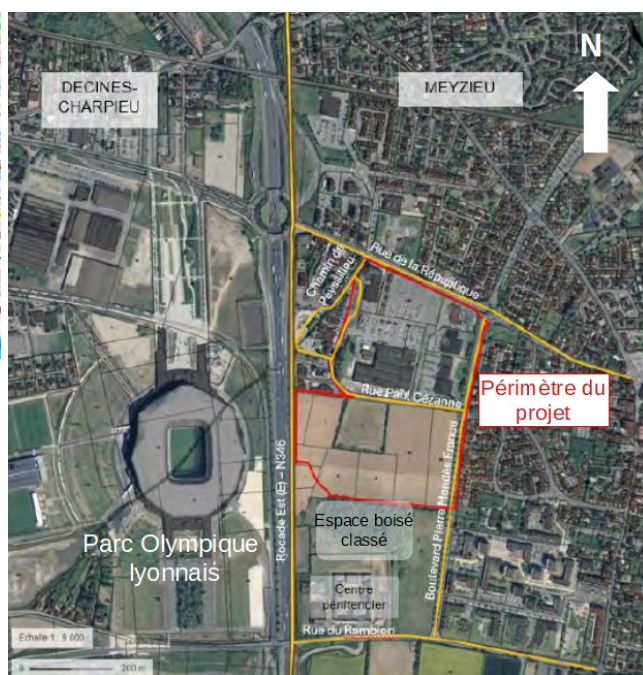 N
DECINES-
CHARPIEU
MEYZIEU
Rue de la République
Chemin de
Peyssilieu
Rue Paul Cézanne
Périmètre du
projet
Rocade Est (E) – N346
Boulevard Pierre Mendès France
Espace boisé
classé
Parc Olympique
lyonnais
Centre
pénitencier
Rue du Rambion
Echelle 1 : 9 000
0
200 m